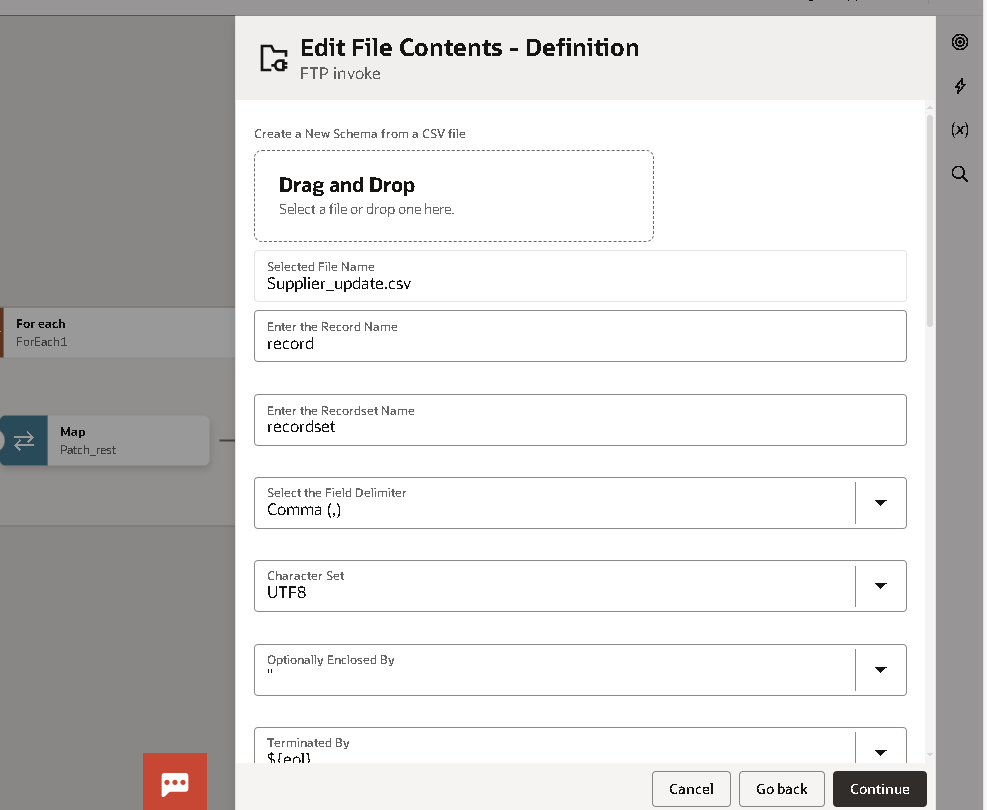 Edit File Contents - Definition
FTP invoke
(x)
Create a New Schema from a CSV file
Drag and Drop
Select a file or drop one here.
Selected File Name
Supplier_update.csv
Enter the Record Name
record
For each
ForEach1
Enter the Recordset Name
recordset
Map
Patch_rest
Select the Field Delimiter
Comma (,)
Character Set
UTF8
Optionally Enclosed By
"
Terminated By
${eol}
Cancel
Go back
Continue